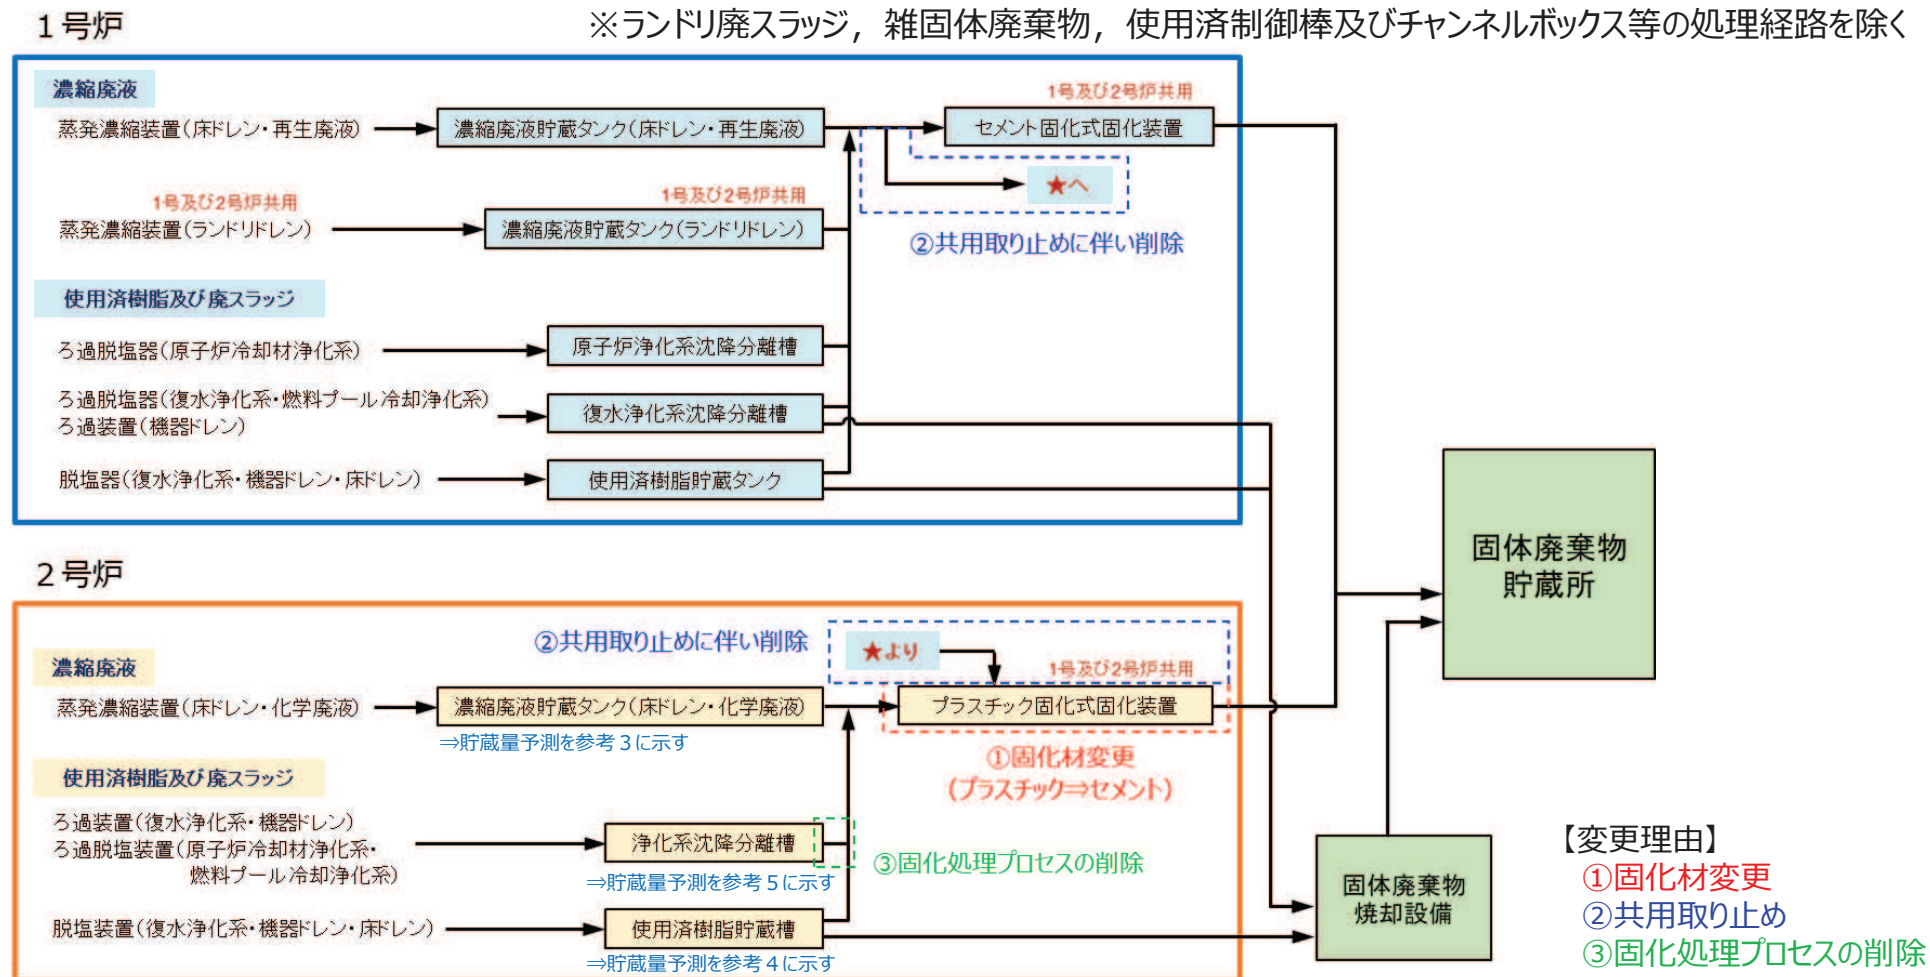 １号炉
※ランドリ廃スラッジ，雑固体廃棄物，使用済制御棒及びチャンネルボックス等の処理経路を除く
濃縮廃液
蒸発濃縮装置(床ドレン・再生廃液)
濃縮廃液貯蔵タンク(床ドレン・再生廃液)
1号及び2号炉共用
セメント固化式固化装置
★へ
②共用取り止めに伴い削除
1号及び2号炉共用
蒸発濃縮装置(ランドリドレン)
1号及び2号炉共用
濃縮廃液貯蔵タンク(ランドリドレン)
使用済樹脂及び廃スラッジ
ろ過脱塩器(原子炉冷却材浄化系)
原子炉浄化系沈降分離槽
ろ過脱塩器(復水浄化系・燃料プール冷却浄化系)
ろ過装置(機器ドレン)
復水浄化系沈降分離槽
脱塩器(復水浄化系・機器ドレン・床ドレン)
使用済樹脂貯蔵タンク
固体廃棄物
貯蔵所
２号炉
②共用取り止めに伴い削除
★より
1号及び2号炉共用
濃縮廃液
蒸発濃縮装置(床ドレン・化学廃液)
濃縮廃液貯蔵タンク(床ドレン・化学廃液)
プラスチック固化式固化装置
⇒貯蔵量予測を参考３に示す
①固化材変更
(プラスチック⇒セメント)
使用済樹脂及び廃スラッジ
ろ過装置(復水浄化系・機器ドレン)
ろ過脱塩装置(原子炉冷却材浄化系・
燃料プール冷却浄化系)
浄化系沈降分離槽
③固化処理プロセスの削除
⇒貯蔵量予測を参考５に示す
脱塩装置(復水浄化系・機器ドレン・床ドレン)
使用済樹脂貯蔵槽
⇒貯蔵量予測を参考４に示す
固体廃棄物
焼却設備
【変更理由】
①固化材変更
②共用取り止め
③固化処理プロセスの削除